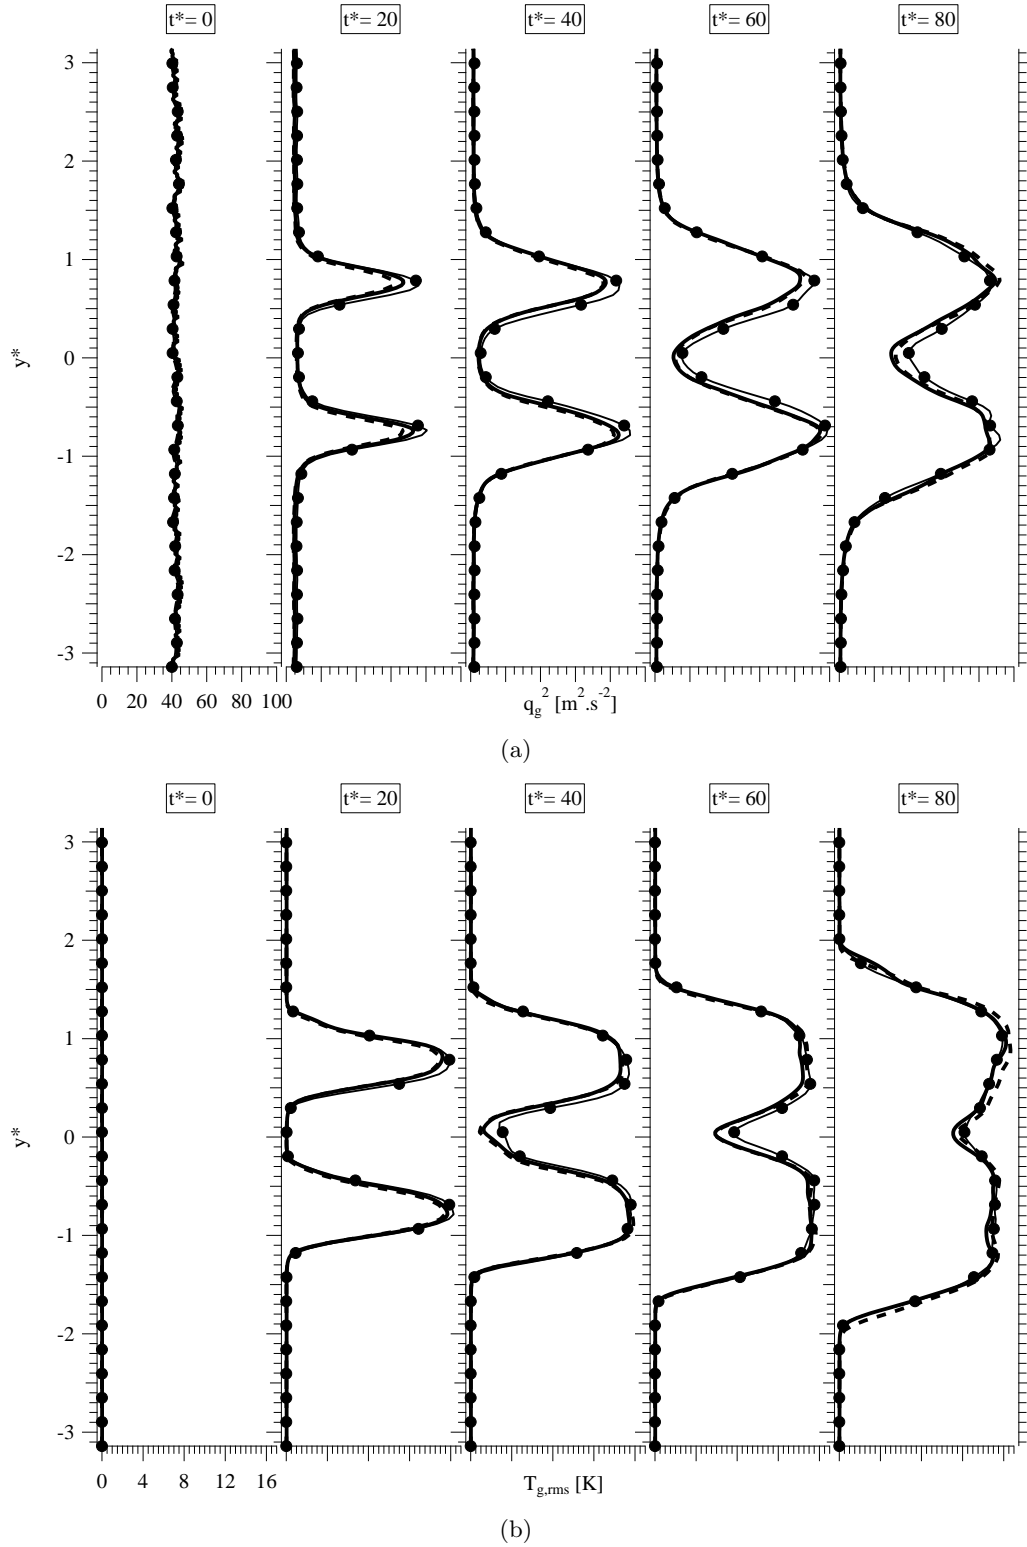 t*= 0 t*= 20 t*= 40 t*= 60 t*= 80
3
2
1
0
-1
-2
-3
y*
0 20 40 60 80 100
q_g^2 [m^2.s^-2]
(a)
t*= 0 t*= 20 t*= 40 t*= 60 t*= 80
3
2
1
0
-1
-2
-3
y*
0 4 8 12 16
T_g,rms [K]
(b)